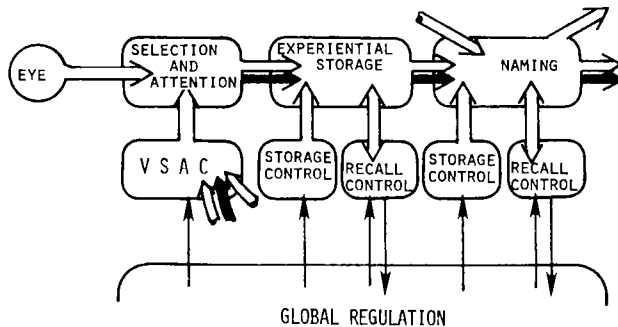 EYE
SELECTION
AND
ATTENTION
EXPERIENTIAL
STORAGE
NAMING
V S A C
STORAGE
CONTROL
RECALL
CONTROL
STORAGE
CONTROL
RECALL
CONTROL
GLOBAL REGULATION